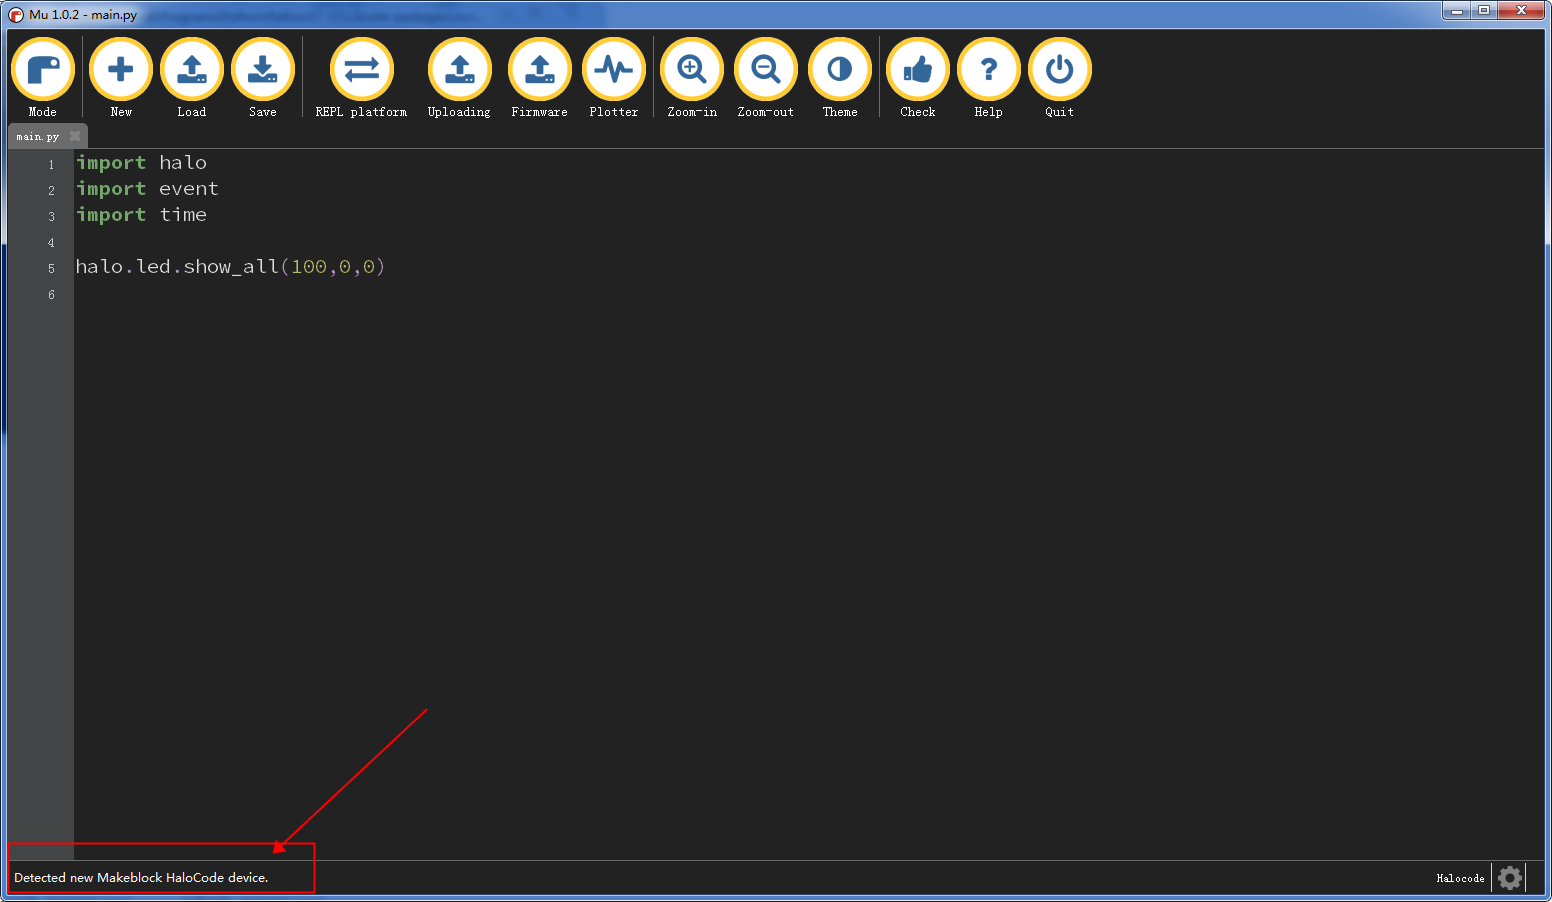 Mu 1.0.2 - main.py
Mode New Load Save REPL platform Uploading Firmware Plotter Zoom-in Zoom-out Theme Check Help Quit
main.py
1 import halo
2 import event
3 import time
4
5 halo.led.show_all(100,0,0)
6
Detected new Makeblock HaloCode device.
Halocode